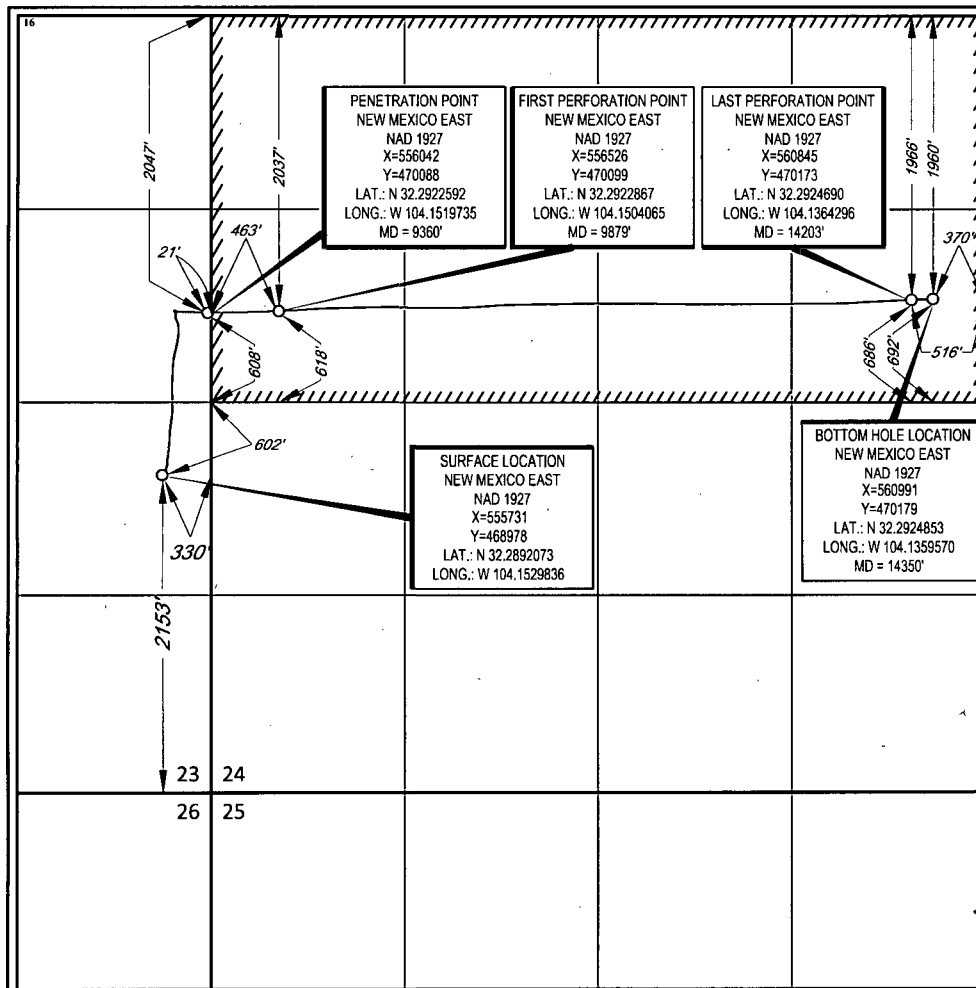 16
2047'
2037'
1966'
1960'
PENETRATION POINT
NEW MEXICO EAST
NAD 1927
X=556042
Y=470088
LAT.: N 32.2922592
LONG.: W 104.1519735
MD = 9360'
FIRST PERFORATION POINT
NEW MEXICO EAST
NAD 1927
X=556526
Y=470099
LAT.: N 32.2922867
LONG.: W 104.1504065
MD = 9879'
LAST PERFORATION POINT
NEW MEXICO EAST
NAD 1927
X=560845
Y=470173
LAT.: N 32.2924690
LONG.: W 104.1364296
MD = 14203'
21'
463'
370'
608'
618'
686'
692'
516'
602'
330'
SURFACE LOCATION
NEW MEXICO EAST
NAD 1927
X=555731
Y=468978
LAT.: N 32.2892073
LONG.: W 104.1529836
BOTTOM HOLE LOCATION
NEW MEXICO EAST
NAD 1927
X=560991
Y=470179
LAT.: N 32.2924853
LONG.: W 104.1359570
MD = 14350'
2153'
23 24
26 25